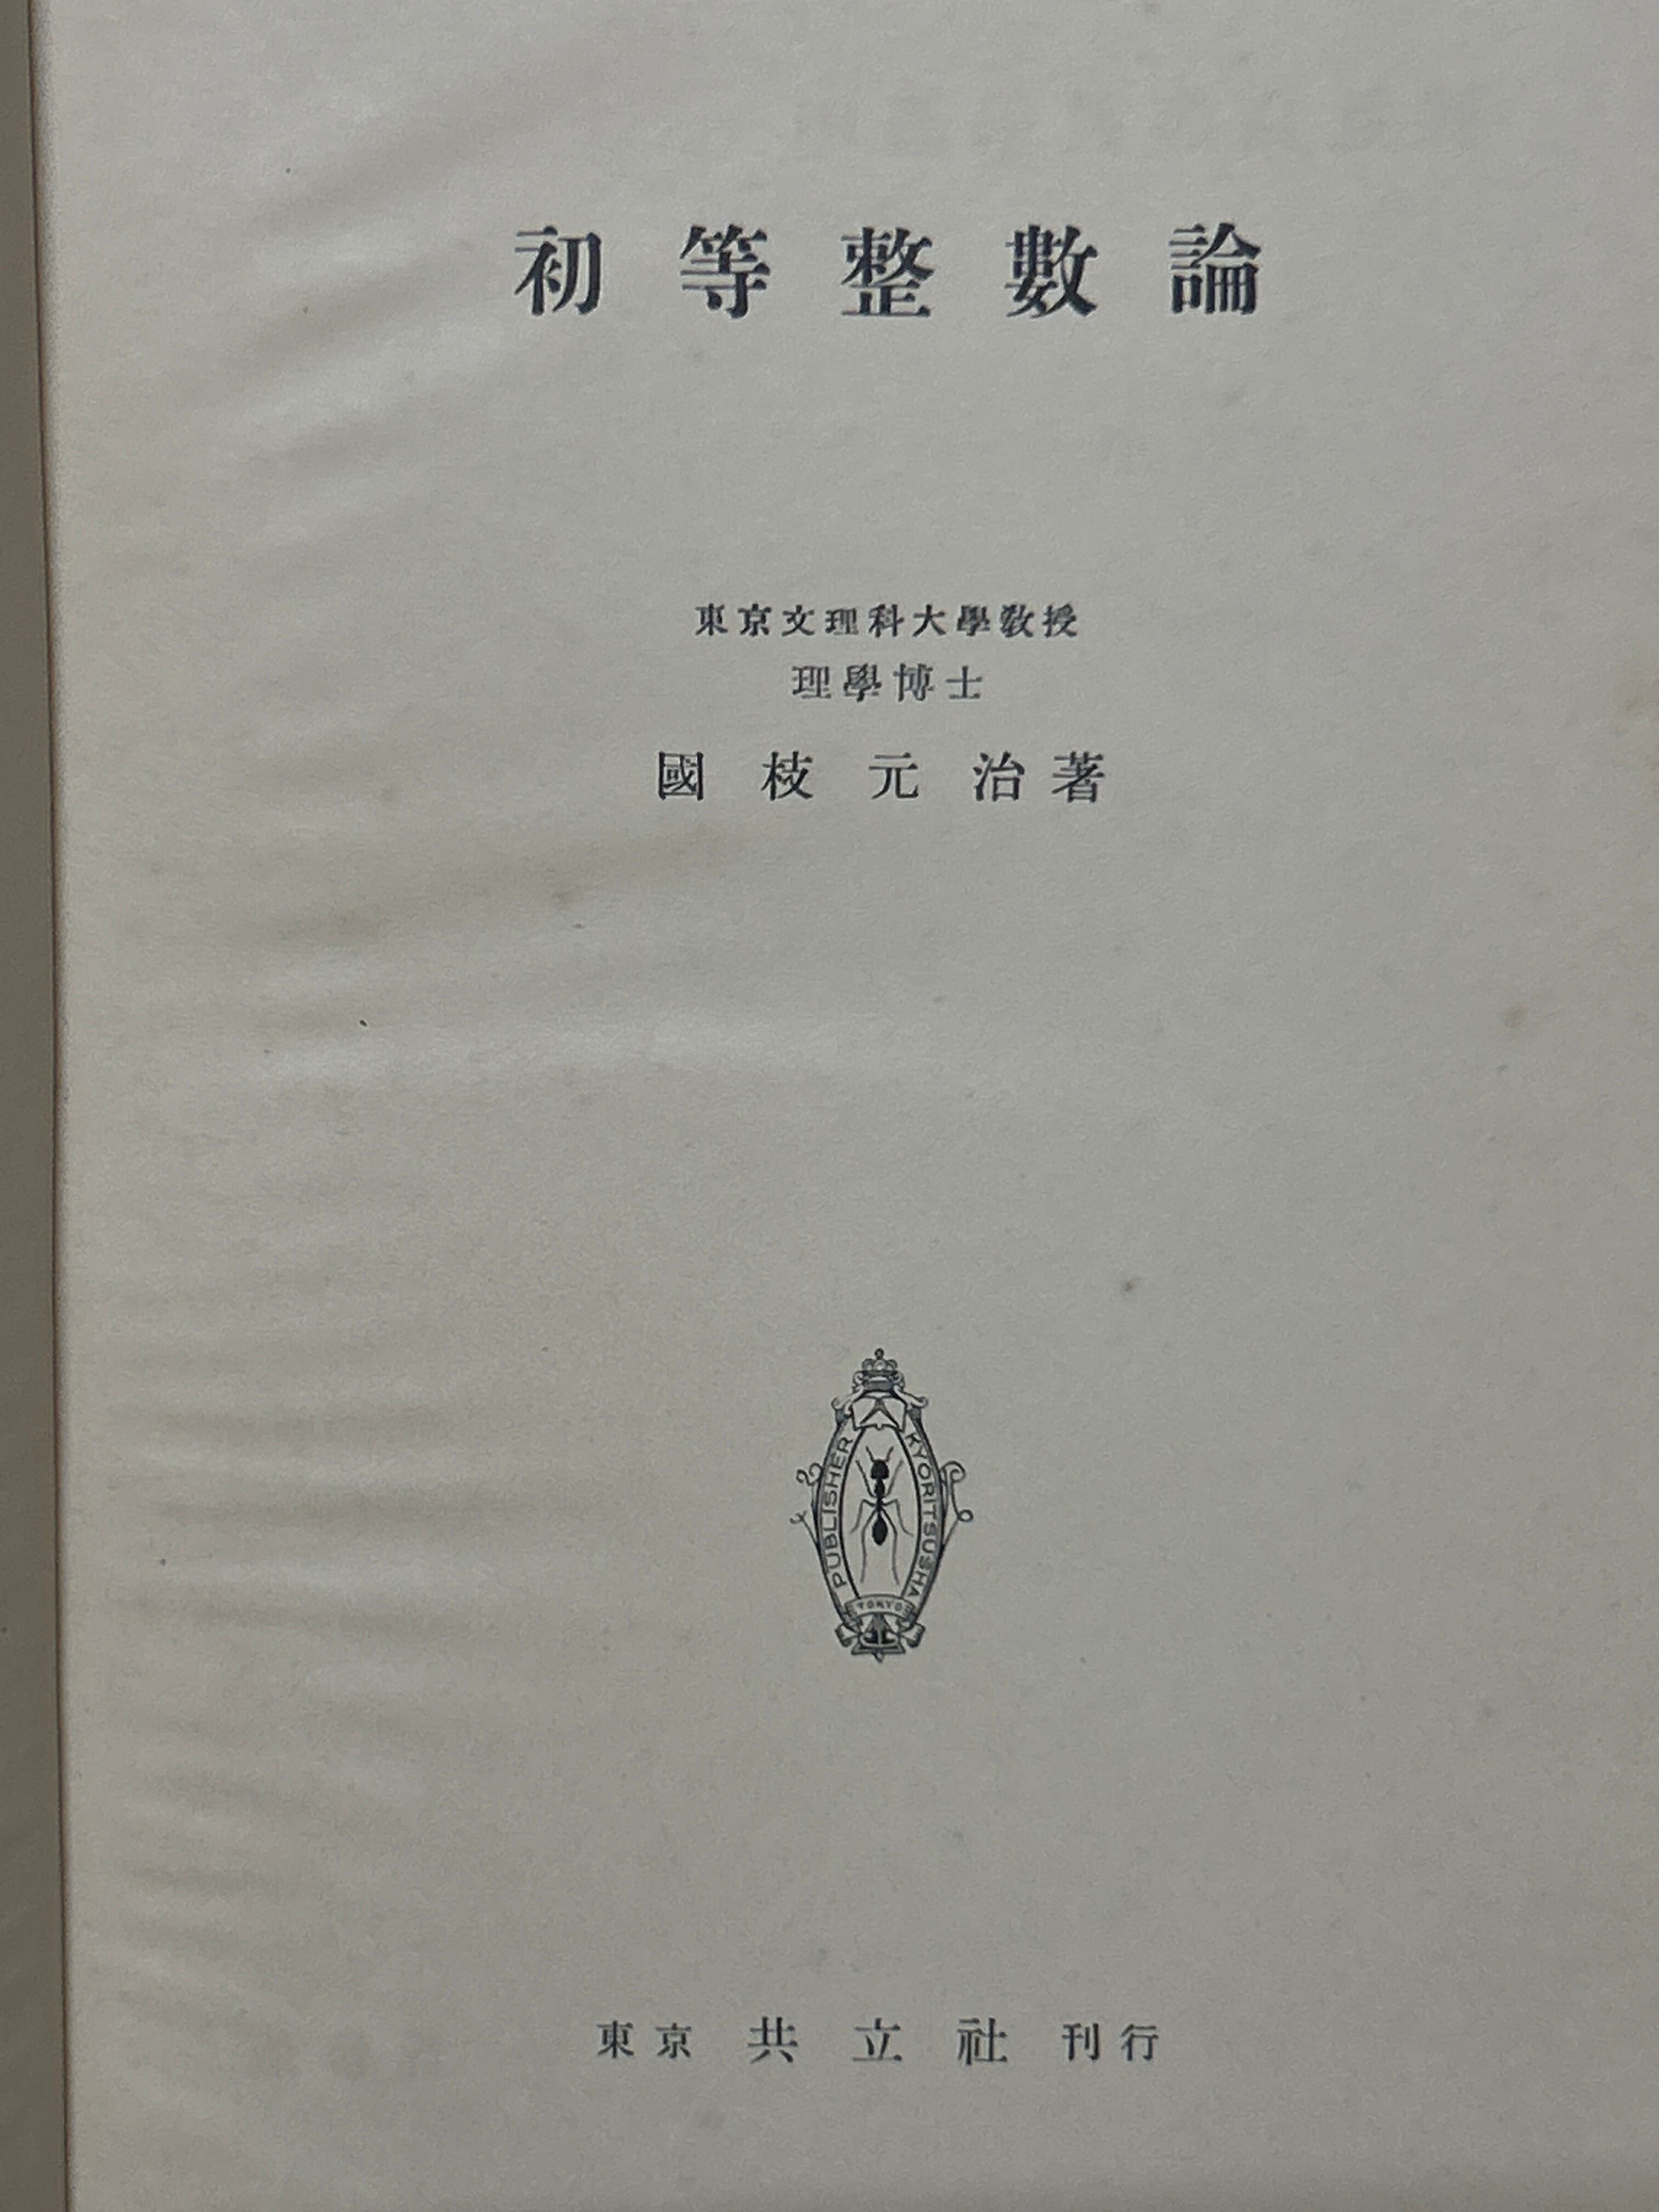 初等整數論
東京文理科大學敎授
理學博士
國枝元治著
PUBLISHER KYORITSUSHA
TOKYO
東京 共立社 刊行